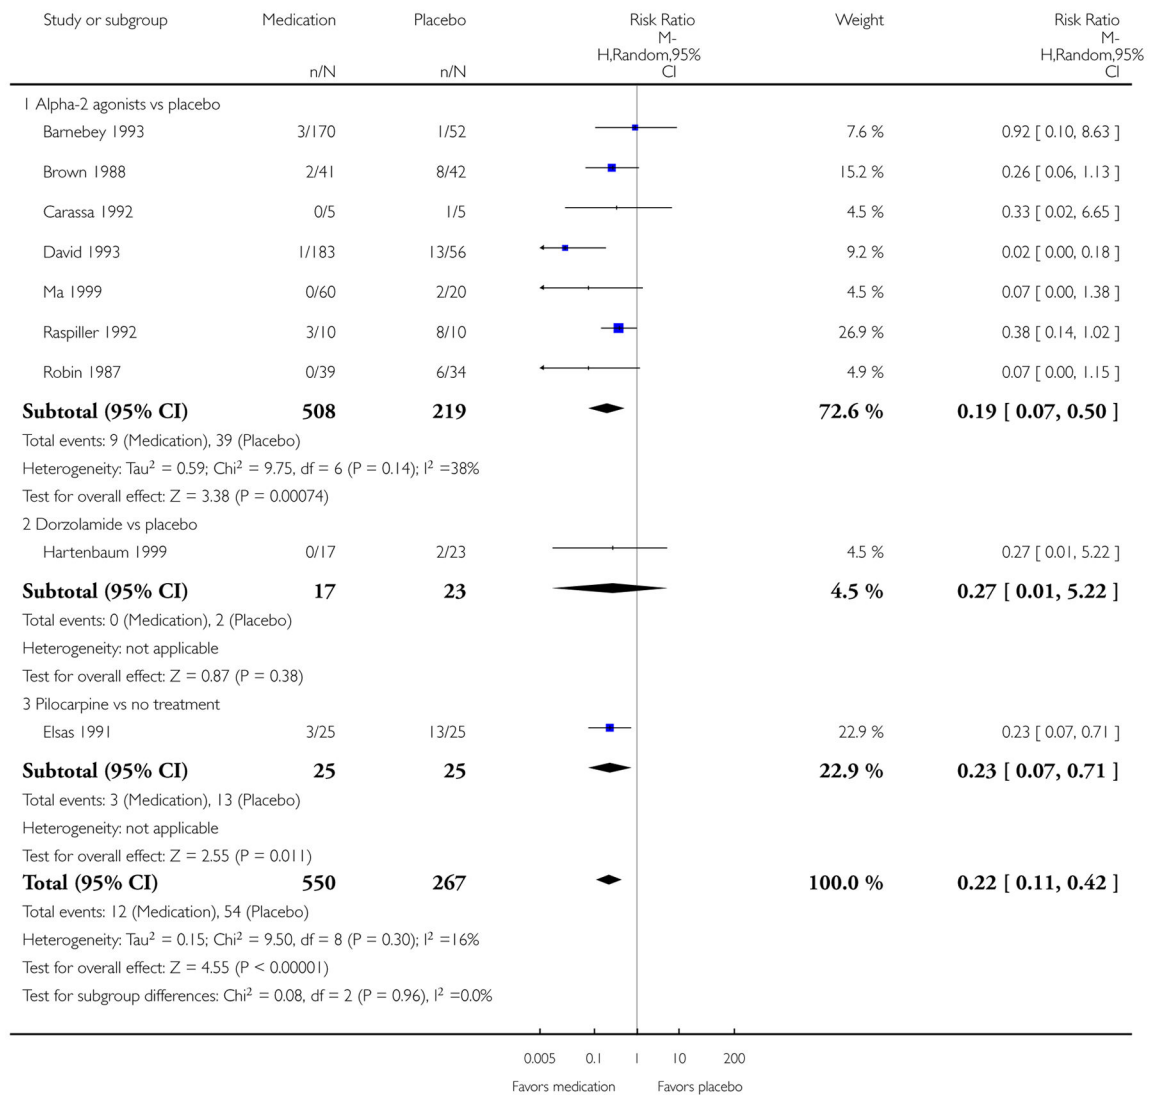 Study or subgroup Medication Placebo Risk Ratio Weight Risk Ratio
M- M-
H,Random,95% H,Random,95%
n/N n/N CI CI
1 Alpha-2 agonists vs placebo
Barnebey 1993 3/170 1/52 7.6 % 0.92 [ 0.10, 8.63 ]
Brown 1988 2/41 8/42 15.2 % 0.26 [ 0.06, 1.13 ]
Carassa 1992 0/5 1/5 4.5 % 0.33 [ 0.02, 6.65 ]
David 1993 1/183 13/56 9.2 % 0.02 [ 0.00, 0.18 ]
Ma 1999 0/60 2/20 4.5 % 0.07 [ 0.00, 1.38 ]
Raspiller 1992 3/10 8/10 26.9 % 0.38 [ 0.14, 1.02 ]
Robin 1987 0/39 6/34 4.9 % 0.07 [ 0.00, 1.15 ]
Subtotal (95% CI) 508 219 72.6 % 0.19 [ 0.07, 0.50 ]
Total events: 9 (Medication), 39 (Placebo)
Heterogeneity: Tau² = 0.59; Chi² = 9.75, df = 6 (P = 0.14); I² =38%
Test for overall effect: Z = 3.38 (P = 0.00074)
2 Dorzolamide vs placebo
Hartenbaum 1999 0/17 2/23 4.5 % 0.27 [ 0.01, 5.22 ]
Subtotal (95% CI) 17 23 4.5 % 0.27 [ 0.01, 5.22 ]
Total events: 0 (Medication), 2 (Placebo)
Heterogeneity: not applicable
Test for overall effect: Z = 0.87 (P = 0.38)
3 Pilocarpine vs no treatment
Elsas 1991 3/25 13/25 22.9 % 0.23 [ 0.07, 0.71 ]
Subtotal (95% CI) 25 25 22.9 % 0.23 [ 0.07, 0.71 ]
Total events: 3 (Medication), 13 (Placebo)
Heterogeneity: not applicable
Test for overall effect: Z = 2.55 (P = 0.011)
Total (95% CI) 550 267 100.0 % 0.22 [ 0.11, 0.42 ]
Total events: 12 (Medication), 54 (Placebo)
Heterogeneity: Tau² = 0.15; Chi² = 9.50, df = 8 (P = 0.30); I² =16%
Test for overall effect: Z = 4.55 (P < 0.00001)
Test for subgroup differences: Chi² = 0.08, df = 2 (P = 0.96), I² =0.0%
0.005 0.1 1 10 200
Favors medication Favors placebo